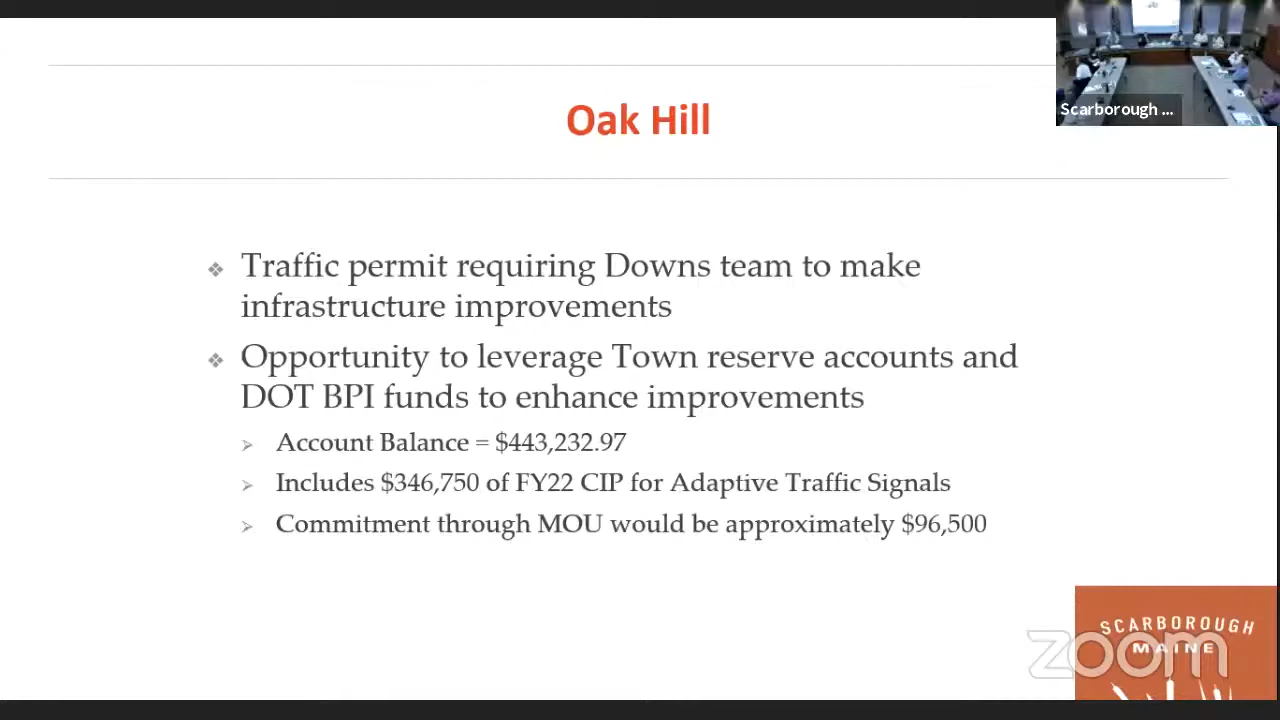 Oak Hill
Scarborough ...
Traffic permit requiring Downs team to make
infrastructure improvements
Opportunity to leverage Town reserve accounts and
DOT BPI funds to enhance improvements
Account Balance = $443,232.97
Includes $346,750 of FY22 CIP for Adaptive Traffic Signals
Commitment through MOU would be approximately $96,500
SCARBOROUGH
MAINE
zoom